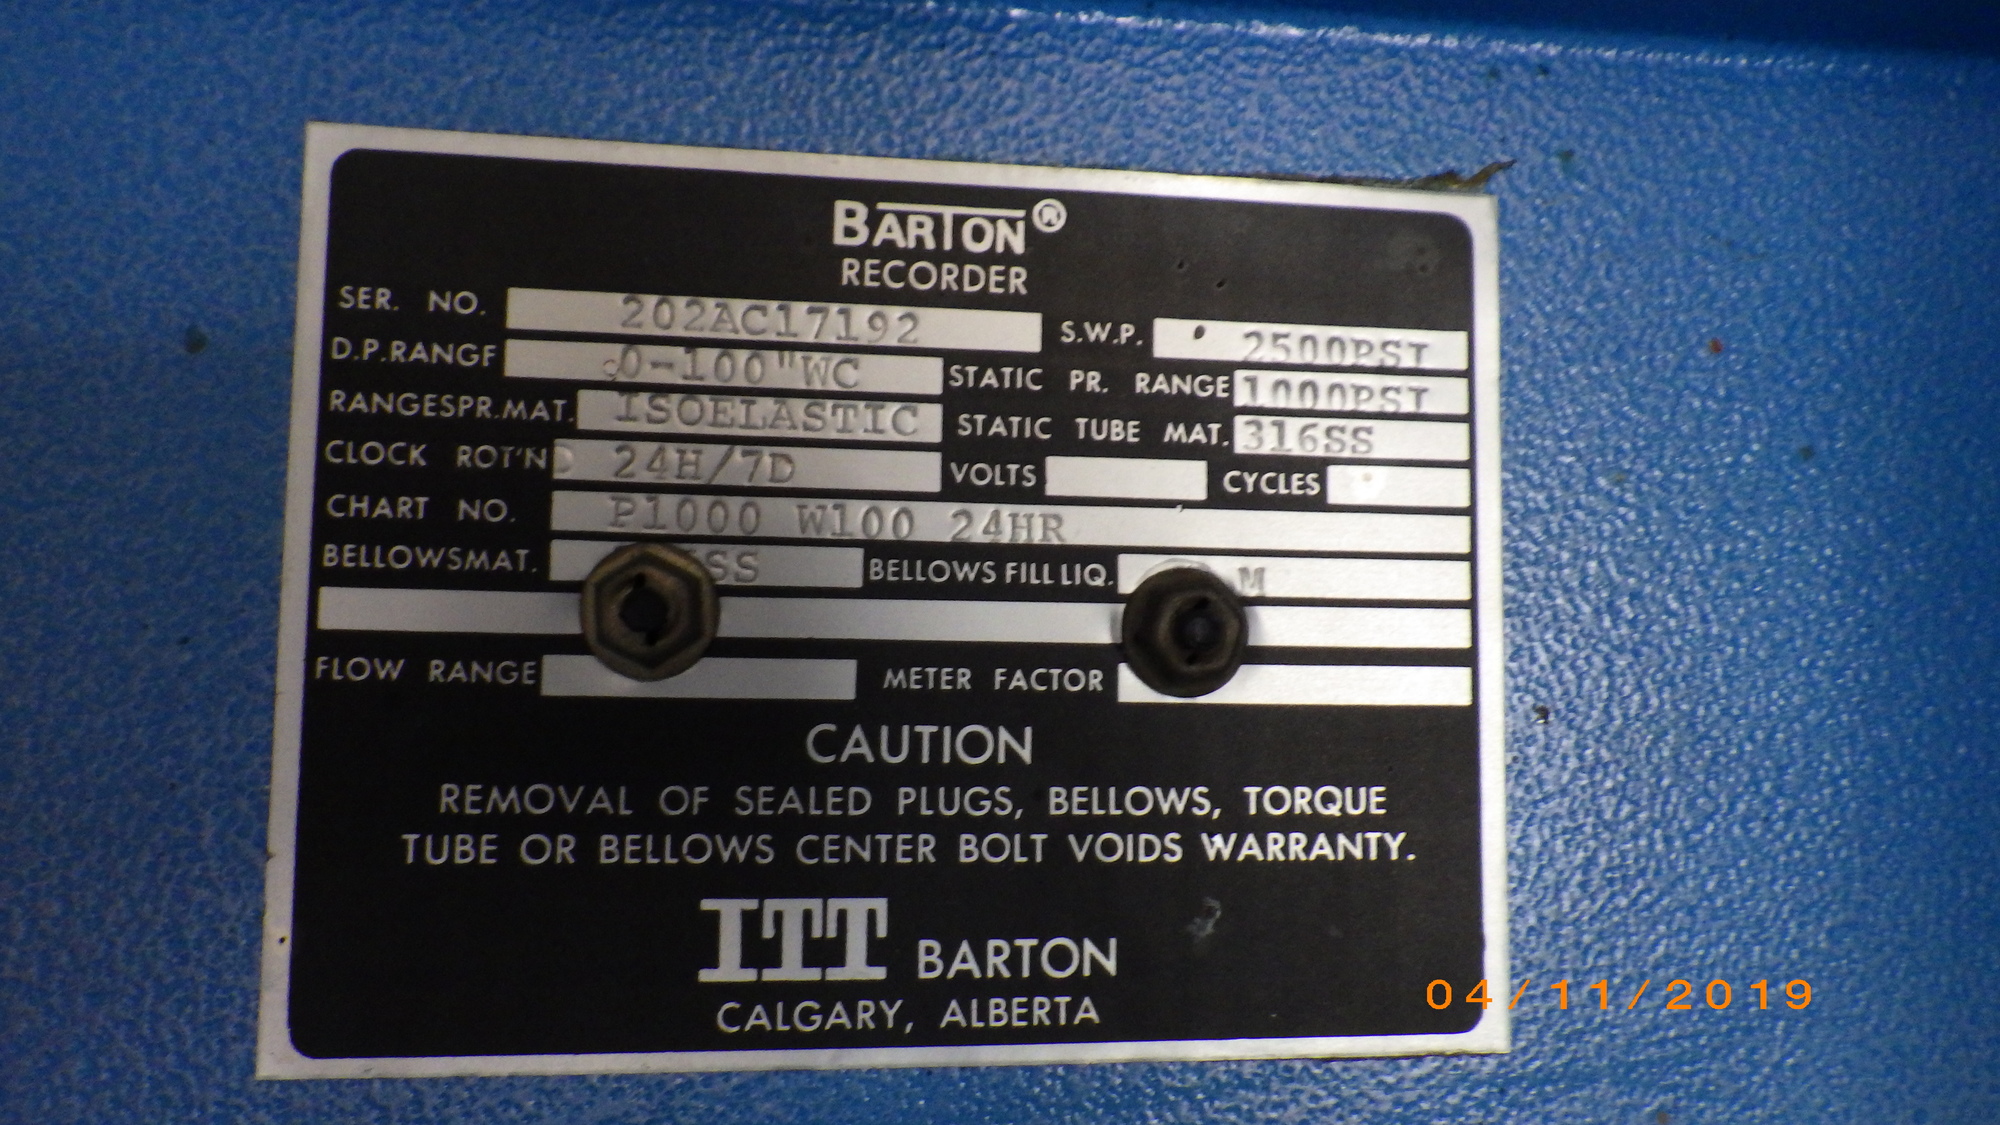 BARTON®
RECORDER
SER. NO. 202AC17192 S.W.P. 2500PSI
D.P.RANGE 0-100"WC STATIC PR. RANGE 1000PSI
RANGESPR.MAT. ISOELASTIC STATIC TUBE MAT. 316SS
CLOCK ROT'N 24H/7D VOLTS CYCLES
CHART NO. P1000 W100 24HR
BELLOWSMAT. SS BELLOWS FILL LIQ. M
FLOW RANGE METER FACTOR
CAUTION
REMOVAL OF SEALED PLUGS, BELLOWS, TORQUE
TUBE OR BELLOWS CENTER BOLT VOIDS WARRANTY.
ITT BARTON
CALGARY, ALBERTA
04/11/2019